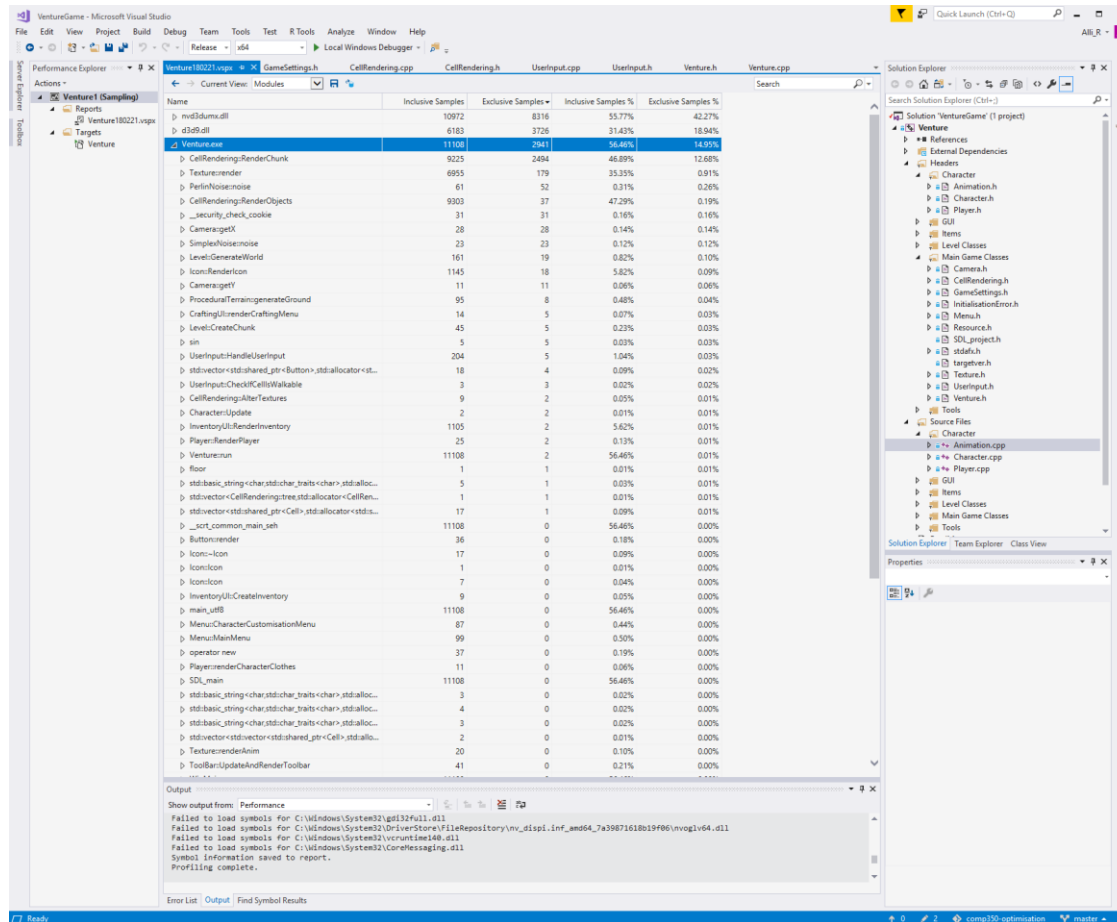 VentureGame - Microsoft Visual Studio
Quick Launch (Ctrl+Q)
File Edit View Project Build Debug Team Tools Test R Tools Analyze Window Help
Alli_R
Release x64 Local Windows Debugger
Server Explorer
Toolbox
Performance Explorer
Actions
Venture1 (Sampling)
Reports
Venture180221.vspx
Targets
Venture
Venture180221.vspx GameSettings.h CellRendering.cpp CellRendering.h UserInput.cpp UserInput.h Venture.h Venture.cpp
Current View: Modules Search
Name Inclusive Samples Exclusive Samples Inclusive Samples % Exclusive Samples %
nvd3dumx.dll 10972 8316 55.77% 42.27%
d3d9.dll 6183 3726 31.43% 18.94%
Venture.exe 11108 2941 56.46% 14.95%
CellRendering::RenderChunk 9225 2494 46.89% 12.68%
Texture::render 6955 179 35.35% 0.91%
PerlinNoise::noise 61 52 0.31% 0.26%
CellRendering::RenderObjects 9303 37 47.29% 0.19%
__security_check_cookie 31 31 0.16% 0.16%
Camera::getX 28 28 0.14% 0.14%
SimplexNoise::noise 23 23 0.12% 0.12%
Level::GenerateWorld 161 19 0.82% 0.10%
Icon::RenderIcon 1145 18 5.82% 0.09%
Camera::getY 11 11 0.06% 0.06%
ProceduralTerrain::generateGround 95 8 0.48% 0.04%
CraftingUI::renderCraftingMenu 14 5 0.07% 0.03%
Level::CreateChunk 45 5 0.23% 0.03%
sin 5 5 0.03% 0.03%
UserInput::HandleUserInput 204 5 1.04% 0.03%
std::vector<std::shared_ptr<Button>,std::allocator<st... 18 4 0.09% 0.02%
UserInput::CheckIfCellIsWalkable 3 3 0.02% 0.02%
CellRendering::AlterTextures 9 2 0.05% 0.01%
Character::Update 2 2 0.01% 0.01%
InventoryUI::RenderInventory 1105 2 5.62% 0.01%
Player::RenderPlayer 25 2 0.13% 0.01%
Venture::run 11108 2 56.46% 0.01%
floor 1 1 0.01% 0.01%
std::basic_string<char,std::char_traits<char>,std::alloc... 5 1 0.03% 0.01%
std::vector<CellRendering::tree,std::allocator<CellRen... 1 1 0.01% 0.01%
std::vector<std::shared_ptr<Cell>,std::allocator<std::s... 17 1 0.09% 0.01%
__scrt_common_main_seh 11108 0 56.46% 0.00%
Button::render 36 0 0.18% 0.00%
Icon::~Icon 17 0 0.09% 0.00%
Icon::Icon 1 0 0.01% 0.00%
Icon::Icon 7 0 0.04% 0.00%
InventoryUI::CreateInventory 9 0 0.05% 0.00%
main_utf8 11108 0 56.46% 0.00%
Menu::CharacterCustomisationMenu 87 0 0.44% 0.00%
Menu::MainMenu 99 0 0.50% 0.00%
operator new 37 0 0.19% 0.00%
Player::renderCharacterClothes 11 0 0.06% 0.00%
SDL_main 11108 0 56.46% 0.00%
std::basic_string<char,std::char_traits<char>,std::alloc... 3 0 0.02% 0.00%
std::basic_string<char,std::char_traits<char>,std::alloc... 4 0 0.02% 0.00%
std::basic_string<char,std::char_traits<char>,std::alloc... 3 0 0.02% 0.00%
std::vector<std::vector<std::shared_ptr<Cell>,std::allo... 2 0 0.01% 0.00%
Texture::renderAnim 20 0 0.10% 0.00%
ToolBar::UpdateAndRenderToolbar 41 0 0.21% 0.00%
Output
Show output from: Performance
Failed to load symbols for C:\Windows\System32\gdi32full.dll
Failed to load symbols for C:\Windows\System32\DriverStore\FileRepository\nv_dispi.inf_amd64_7a39871618b19f06\nvoglv64.dll
Failed to load symbols for C:\Windows\System32\vcruntime140.dll
Failed to load symbols for C:\Windows\System32\CoreMessaging.dll
Symbol information saved to report.
Profiling complete.
Error List Output Find Symbol Results
Solution Explorer
Search Solution Explorer (Ctrl+;)
Solution 'VentureGame' (1 project)
Venture
References
External Dependencies
Headers
Character
Animation.h
Character.h
Player.h
GUI
Items
Level Classes
Main Game Classes
Camera.h
CellRendering.h
GameSettings.h
InitialisationError.h
Menu.h
Resource.h
SDL_project.h
stdafx.h
targetver.h
Texture.h
UserInput.h
Venture.h
Tools
Source Files
Character
Animation.cpp
Character.cpp
Player.cpp
GUI
Items
Level Classes
Main Game Classes
Tools
Solution Explorer Team Explorer Class View
Properties
Ready 0 2 comp350-optimisation master